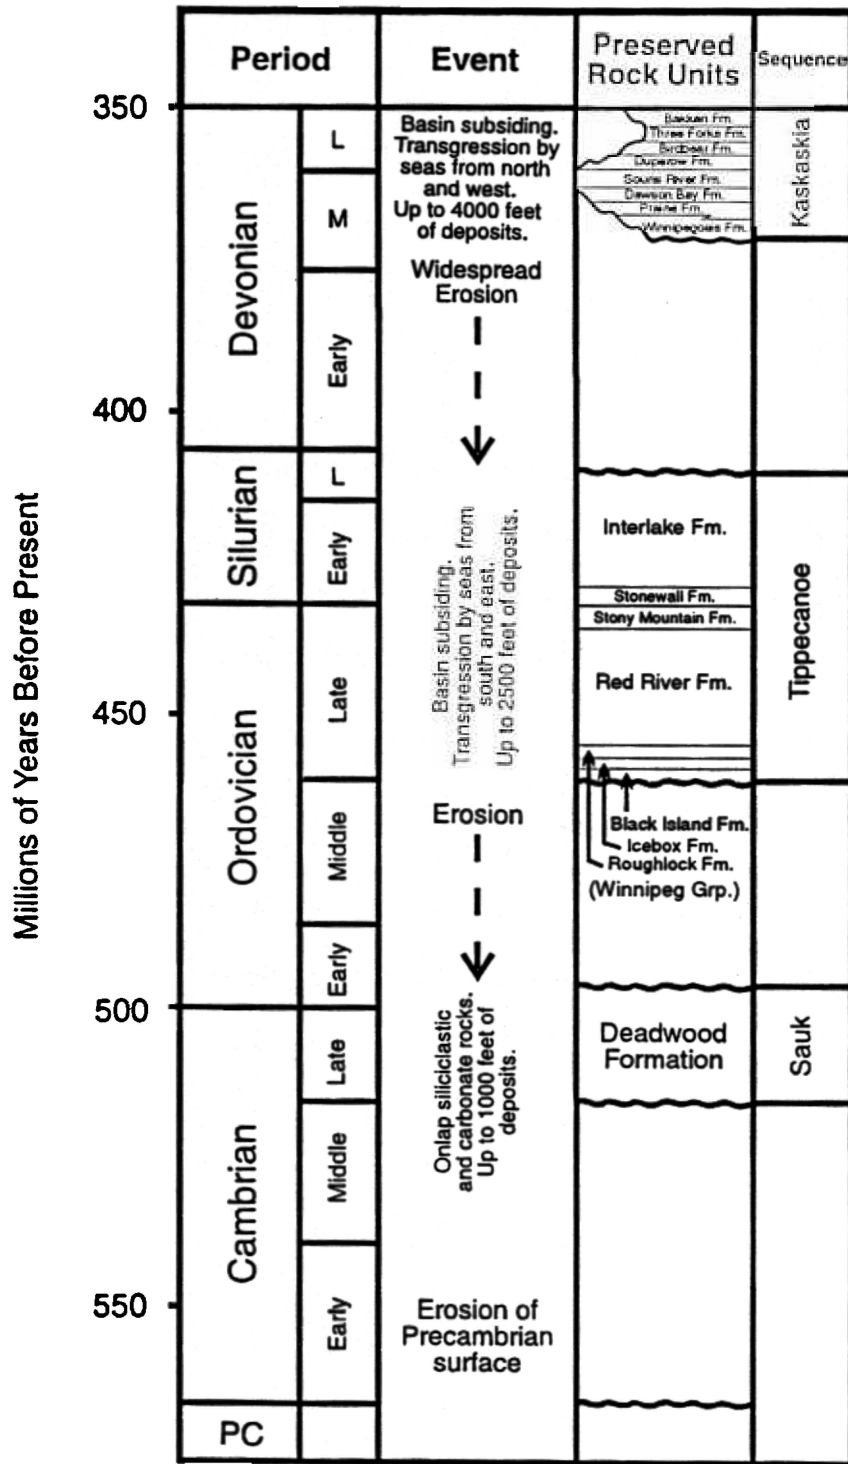 Period
Event
Preserved
Rock Units
Sequence
Millions of Years Before Present
350
400
450
500
550
Devonian
L
M
Early
Silurian
L
Early
Ordovician
Late
Middle
Early
Cambrian
Late
Middle
Early
PC
Basin subsiding.
Transgression by
seas from north
and west.
Up to 4000 feet
of deposits.
Widespread
Erosion
Basin subsiding.
Transgression by seas from
south and east.
Up to 2500 feet of deposits.
Erosion
Onlap siliciclastic
and carbonate rocks.
Up to 1000 feet of
deposits.
Erosion of
Precambrian
surface
Bakken Fm.
Three Forks Fm.
Birdbear Fm.
Duperow Fm.
Souris River Fm.
Dawson Bay Fm.
Prairie Fm.
Winnipegosis Fm.
Interlake Fm.
Stonewall Fm.
Stony Mountain Fm.
Red River Fm.
Black Island Fm.
Icebox Fm.
Roughlock Fm.
(Winnipeg Grp.)
Deadwood
Formation
Kaskaskia
Tippecanoe
Sauk